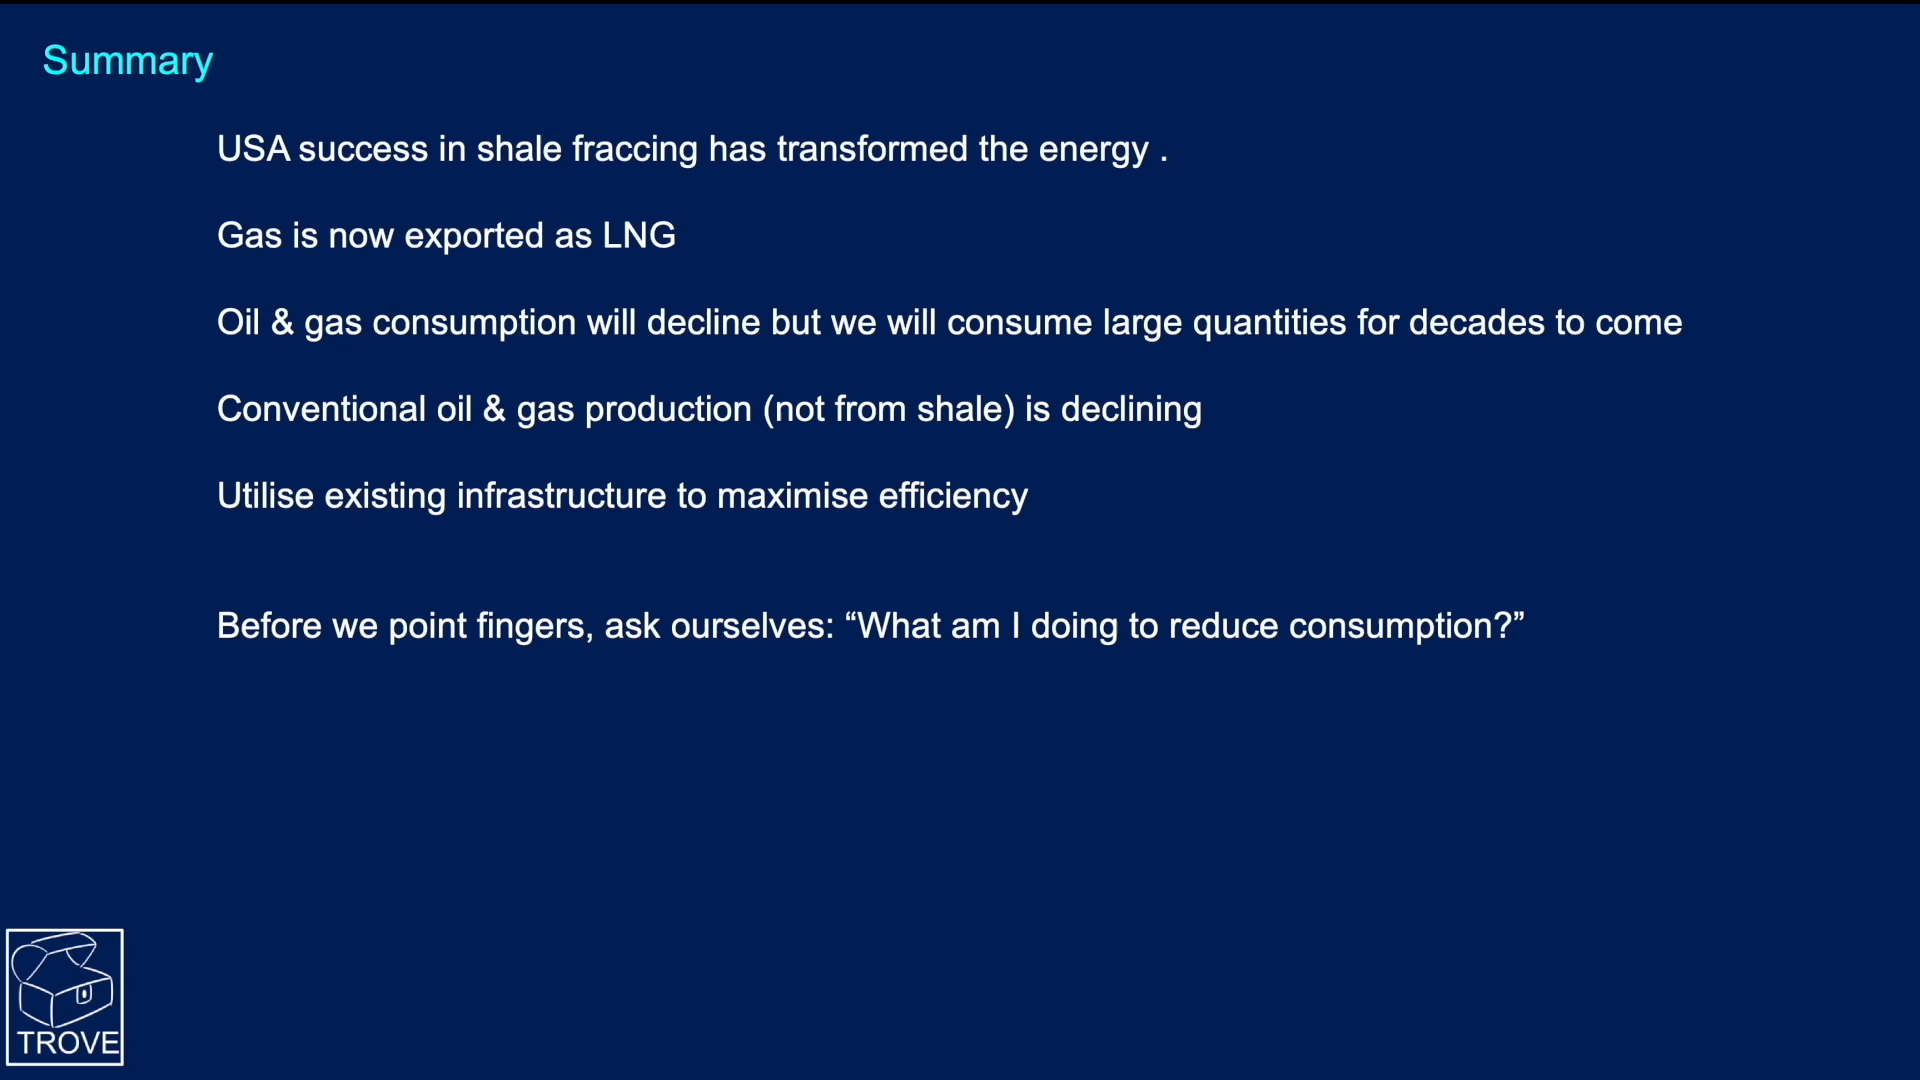 Summary
USA success in shale fraccing has transformed the energy .
Gas is now exported as LNG
Oil & gas consumption will decline but we will consume large quantities for decades to come
Conventional oil & gas production (not from shale) is declining
Utilise existing infrastructure to maximise efficiency
Before we point fingers, ask ourselves: “What am I doing to reduce consumption?”
TROVE